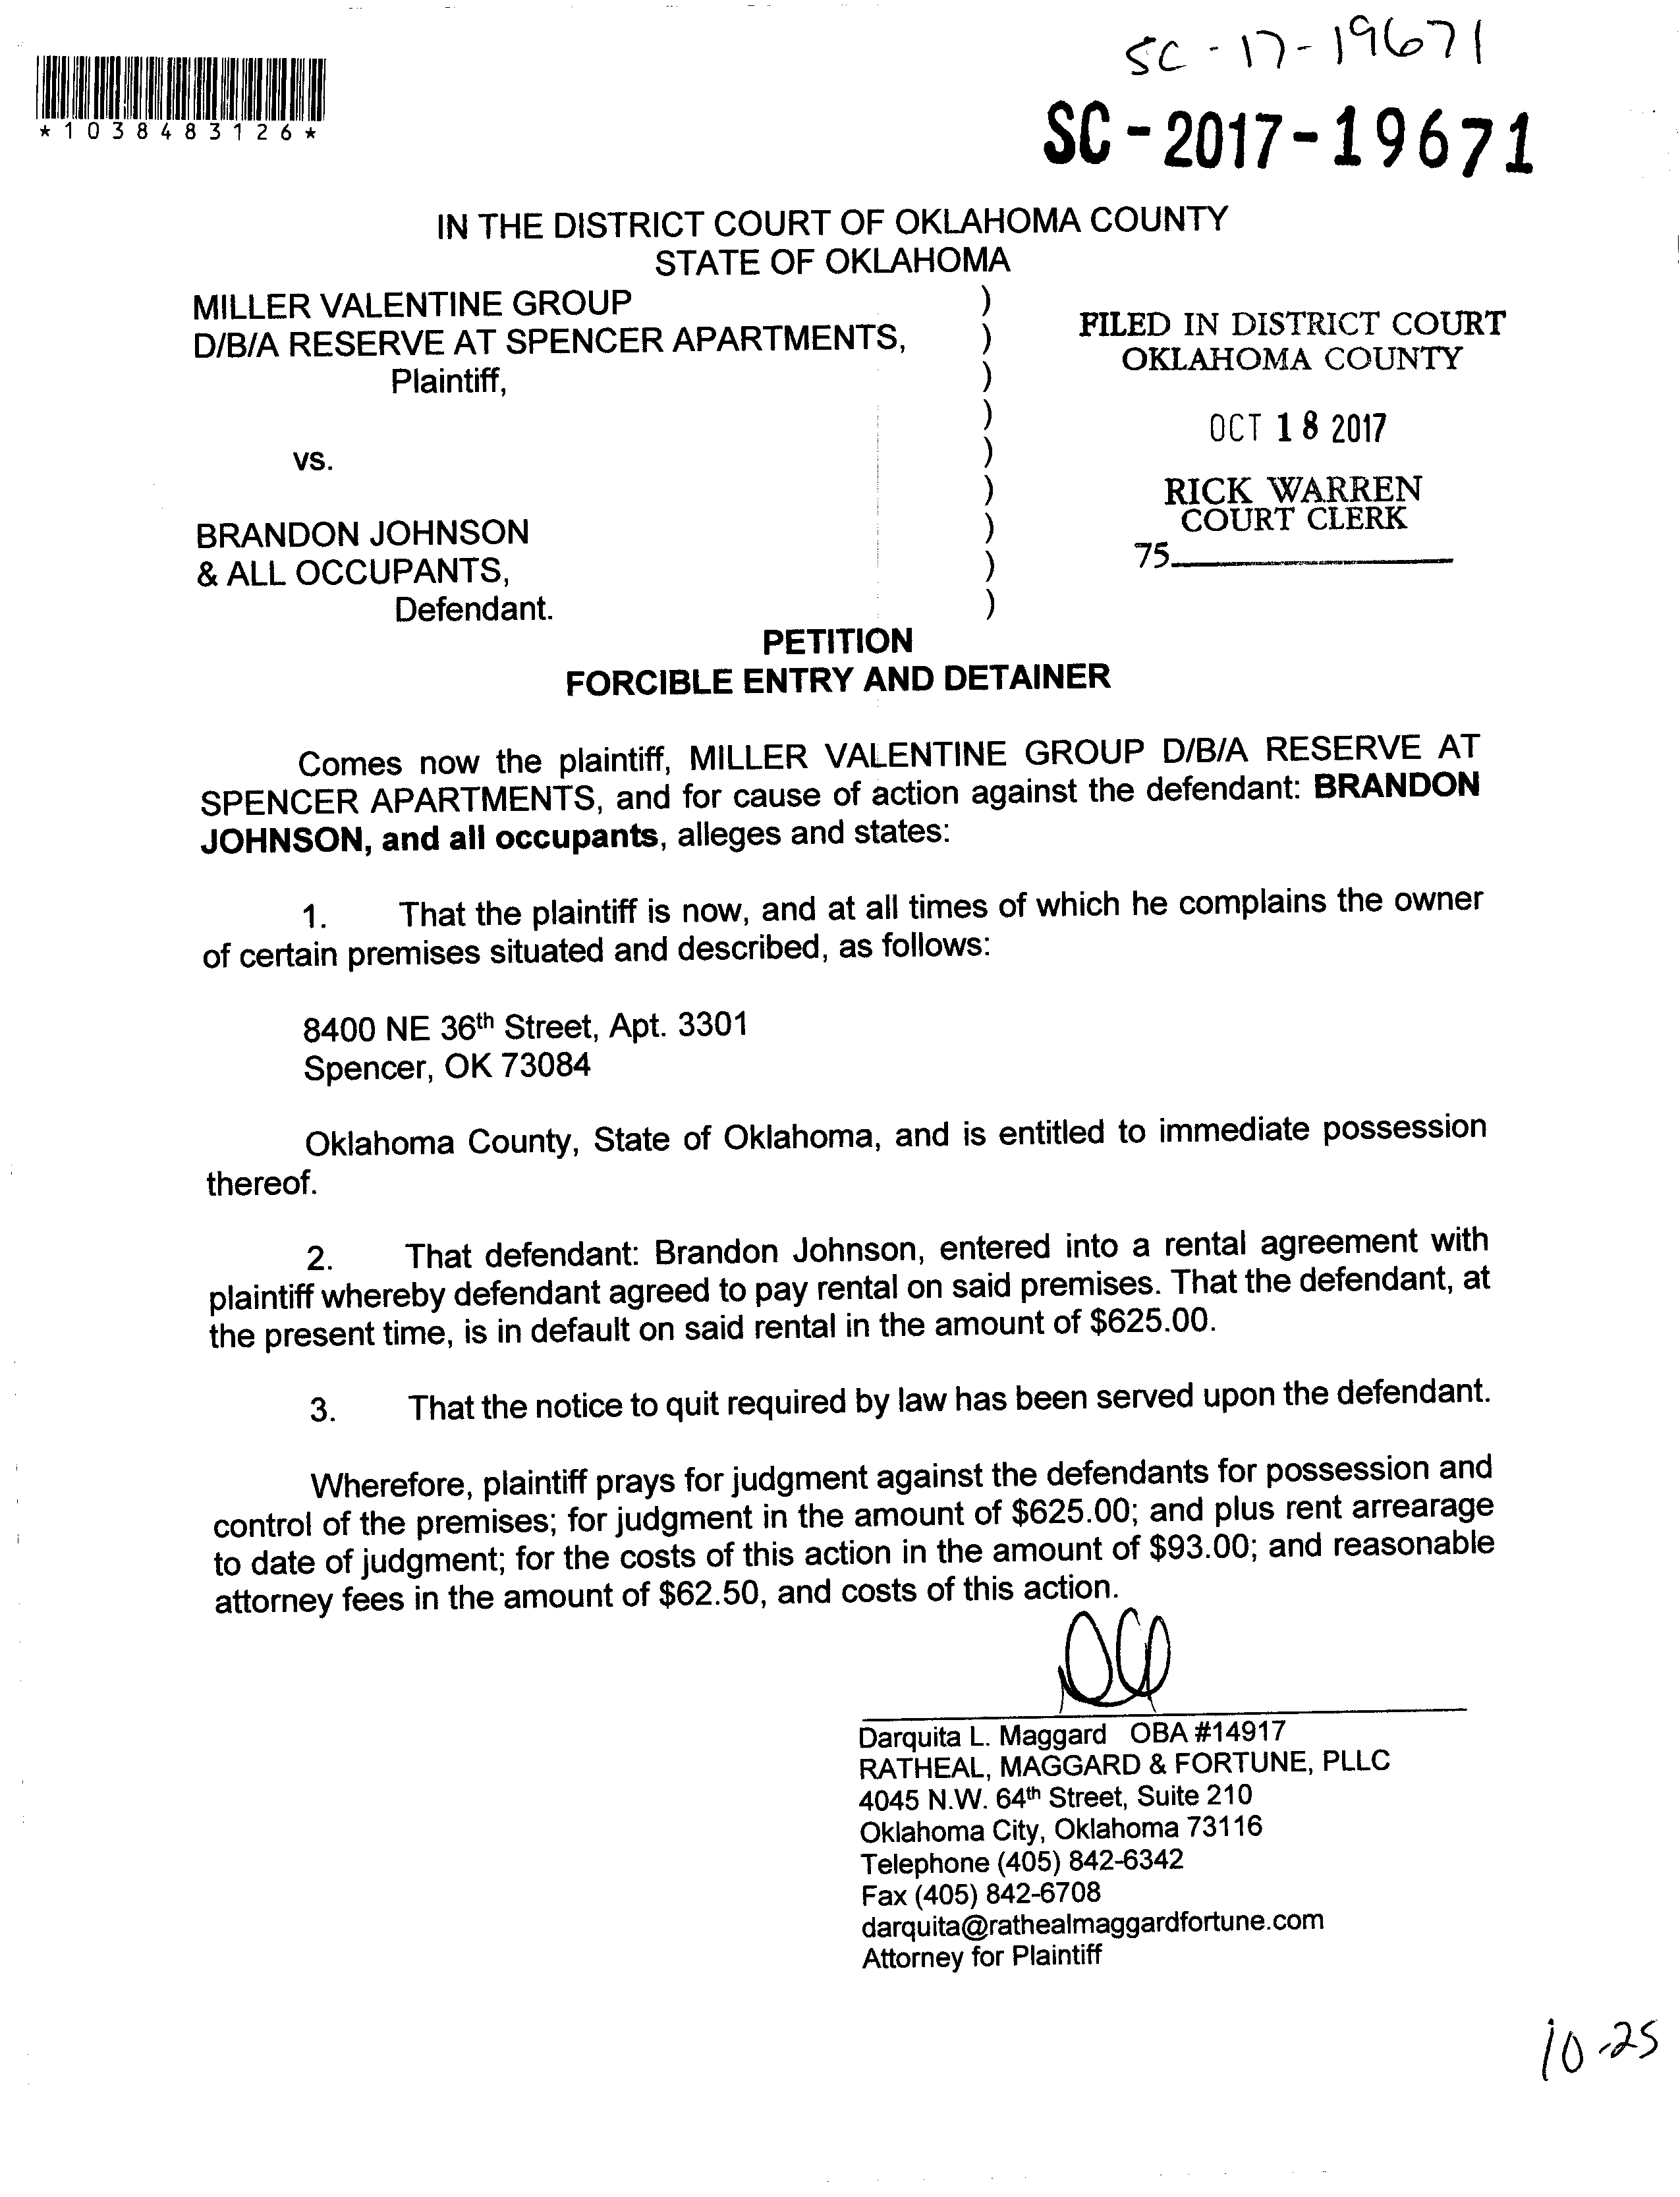 SC-17-19671
*1038483126*
SC-2017-19671
IN THE DISTRICT COURT OF OKLAHOMA COUNTY
STATE OF OKLAHOMA
MILLER VALENTINE GROUP )
D/B/A RESERVE AT SPENCER APARTMENTS, )
Plaintiff, )
)
vs. )
)
BRANDON JOHNSON )
& ALL OCCUPANTS, )
Defendant. )
FILED IN DISTRICT COURT
OKLAHOMA COUNTY
OCT 18 2017
RICK WARREN
COURT CLERK
75
PETITION
FORCIBLE ENTRY AND DETAINER
Comes now the plaintiff, MILLER VALENTINE GROUP D/B/A RESERVE AT
SPENCER APARTMENTS, and for cause of action against the defendant: BRANDON
JOHNSON, and all occupants, alleges and states:
1. That the plaintiff is now, and at all times of which he complains the owner
of certain premises situated and described, as follows:
8400 NE 36th Street, Apt. 3301
Spencer, OK 73084
Oklahoma County, State of Oklahoma, and is entitled to immediate possession
thereof.
2. That defendant: Brandon Johnson, entered into a rental agreement with
plaintiff whereby defendant agreed to pay rental on said premises. That the defendant, at
the present time, is in default on said rental in the amount of $625.00.
3. That the notice to quit required by law has been served upon the defendant.
Wherefore, plaintiff prays for judgment against the defendants for possession and
control of the premises; for judgment in the amount of $625.00; and plus rent arrearage
to date of judgment; for the costs of this action in the amount of $93.00; and reasonable
attorney fees in the amount of $62.50, and costs of this action.
Darquita L. Maggard OBA #14917
RATHEAL, MAGGARD & FORTUNE, PLLC
4045 N.W. 64th Street, Suite 210
Oklahoma City, Oklahoma 73116
Telephone (405) 842-6342
Fax (405) 842-6708
darquita@rathealmaggardfortune.com
Attorney for Plaintiff
10-25